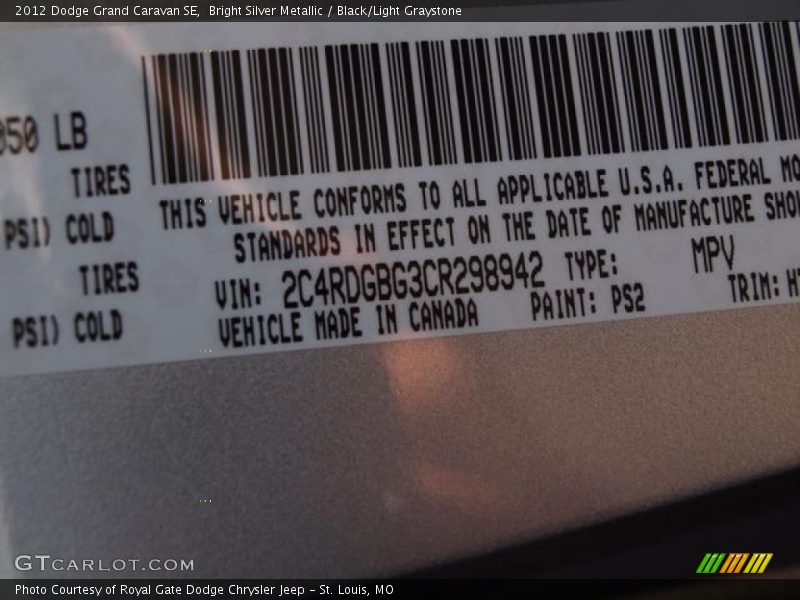 2012 Dodge Grand Caravan SE, Bright Silver Metallic / Black/Light Graystone
050 LB
TIRES
PSI) COLD
TIRES
PSI) COLD
THIS VEHICLE CONFORMS TO ALL APPLICABLE U.S.A. FEDERAL MO
STANDARDS IN EFFECT ON THE DATE OF MANUFACTURE SHO
VIN: 2C4RDGBG3CR298942 TYPE: MPV
VEHICLE MADE IN CANADA PAINT: PS2 TRIM: H
GTCARLOT.COM
Photo Courtesy of Royal Gate Dodge Chrysler Jeep – St. Louis, MO